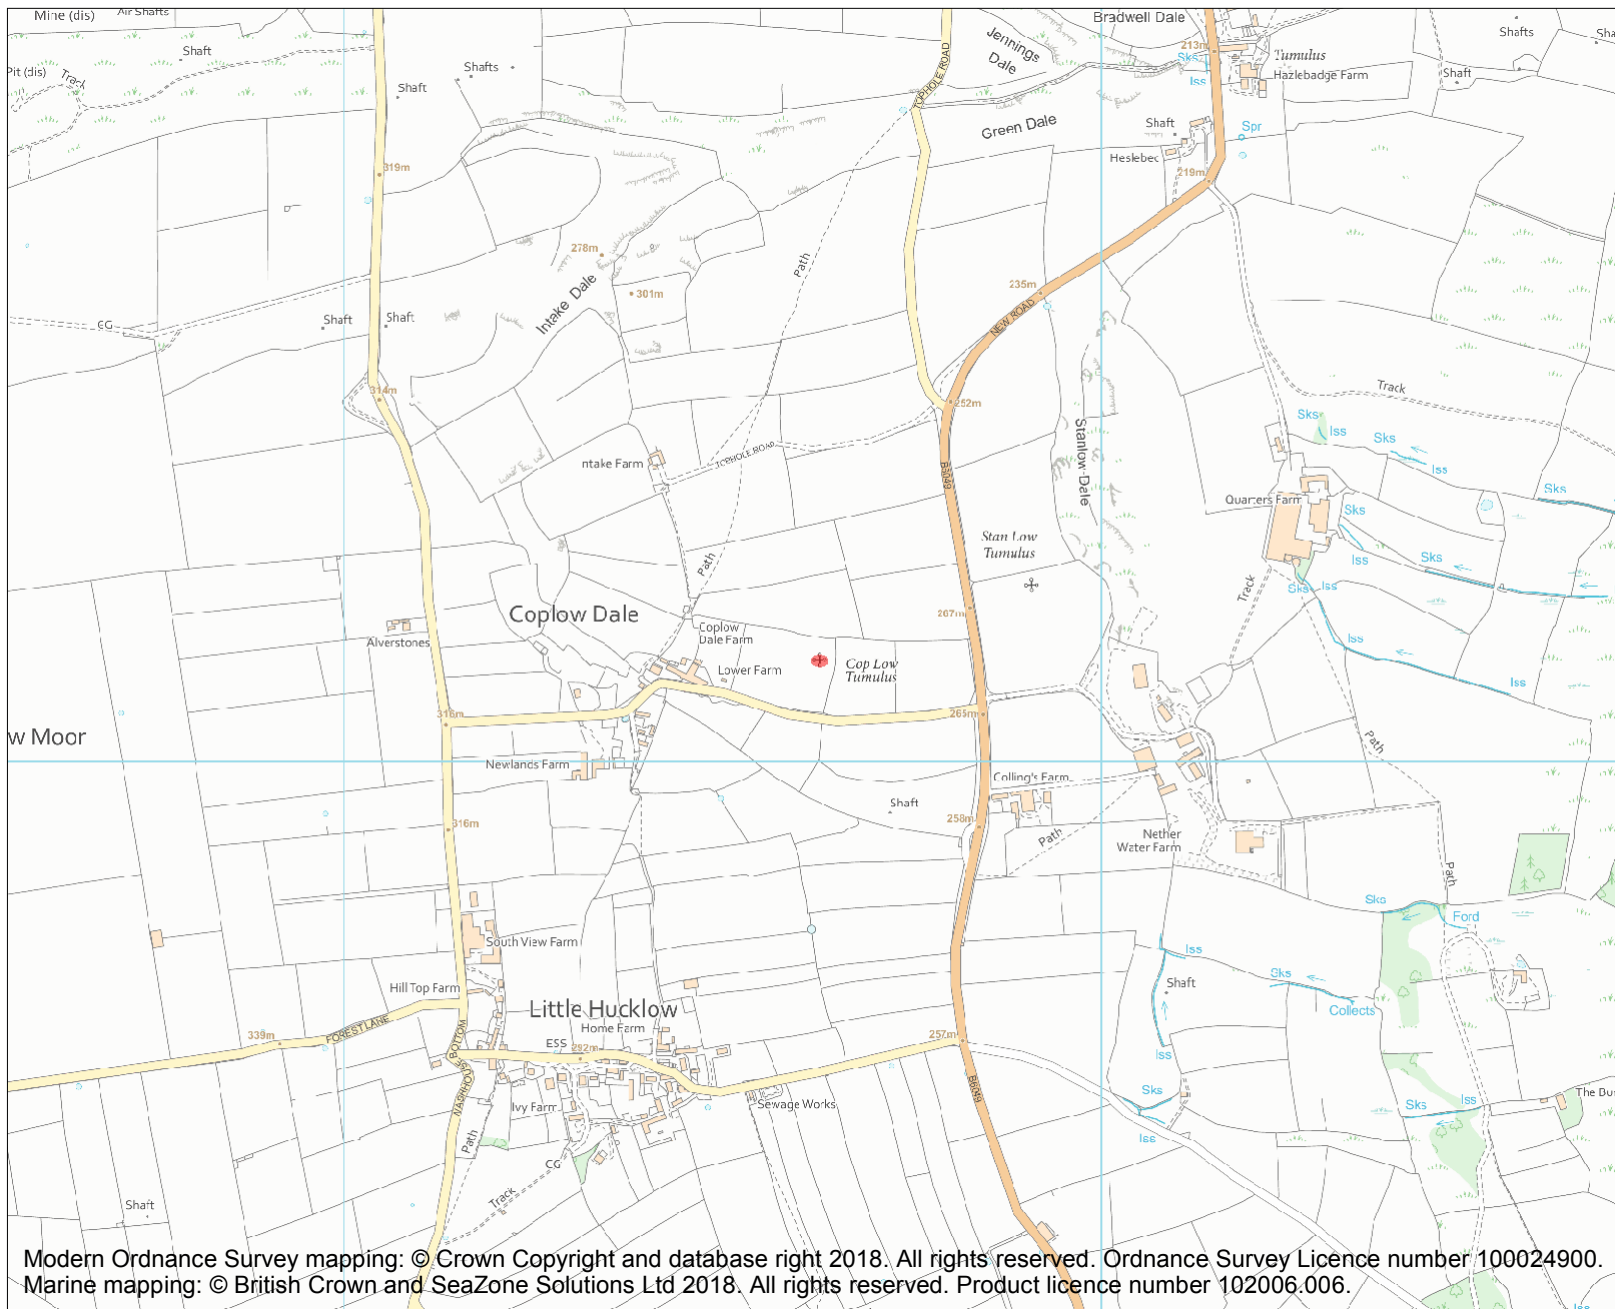 Mine (dis)
Air Shafts
Bradwell Dale
Shaft
Shafts
Pit (dis)
Track
Shaft
Shafts
Jennings
Dale
213m
Sks
Iss
Tumulus
Hazlebadge Farm
Shaft
Shafts
TOPHOLE ROAD
Green Dale
Shaft
Spr
Heslebec
219m
319m
278m
Path
301m
Intake Dale
235m
NEW ROAD
CG
Shaft
Shaft
314m
252m
Track
Sks
Iss
Sks
Iss
Stanlow Dale
ntake Farm
TOPHOLE ROAD
B6049
Quarters Farm
Sks
Sks
Stan Low
Tumulus
Iss
Sks
Path
Track
Sks
Iss
Coplow Dale
267m
Alverstones
Coplow
Dale Farm
Iss
Lower Farm
Cop Low
Tumulus
Iss
316m
265m
w Moor
Path
Newlands Farm
Colling's Farm
Shaft
316m
258m
Path
Nether
Water Farm
Path
Sks
Ford
South View Farm
Iss
Sks
Shaft
Collects
Hill Top Farm
Little Hucklow
Home Farm
339m
FOREST LANE
ESS
292m
257m
Iss
NASHHOUSE BOTTOM
B6049
Sks
Iss
Sks
Iss
The Du
Ivy Farm
Sewage Works
Path
CG
Track
Shaft
Modern Ordnance Survey mapping: © Crown Copyright and database right 2018. All rights reserved. Ordnance Survey Licence number 100024900.
Marine mapping: © British Crown and SeaZone Solutions Ltd 2018. All rights reserved. Product licence number 102006.006.
Iss